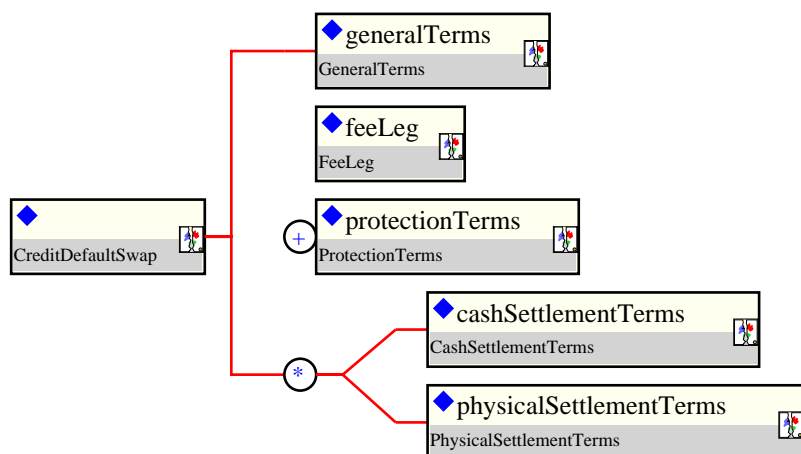 generalTerms
GeneralTerms
feeLeg
FeeLeg
CreditDefaultSwap
+
protectionTerms
ProtectionTerms
cashSettlementTerms
CashSettlementTerms
*
physicalSettlementTerms
PhysicalSettlementTerms